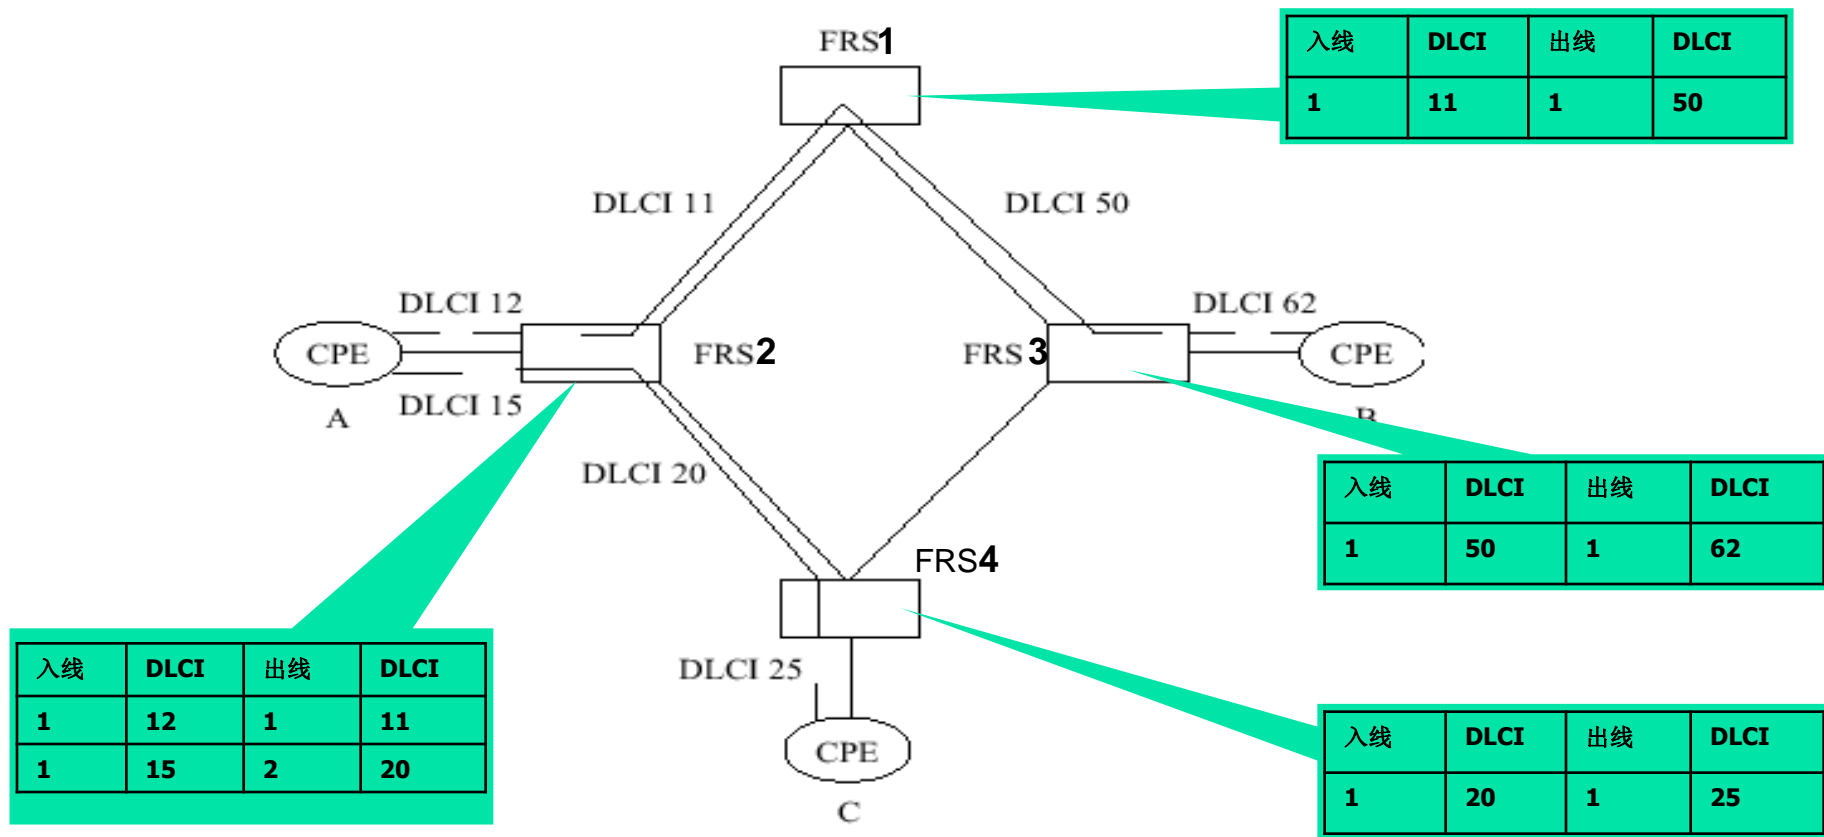 FRS1
入线 DLCI 出线 DLCI
1 11 1 50
DLCI 11
DLCI 50
DLCI 12
DLCI 62
CPE
FRS2
FRS 3
CPE
A
DLCI 15
B
DLCI 20
入线 DLCI 出线 DLCI
1 50 1 62
FRS4
入线 DLCI 出线 DLCI
1 12 1 11
1 15 2 20
DLCI 25
CPE
C
入线 DLCI 出线 DLCI
1 20 1 25